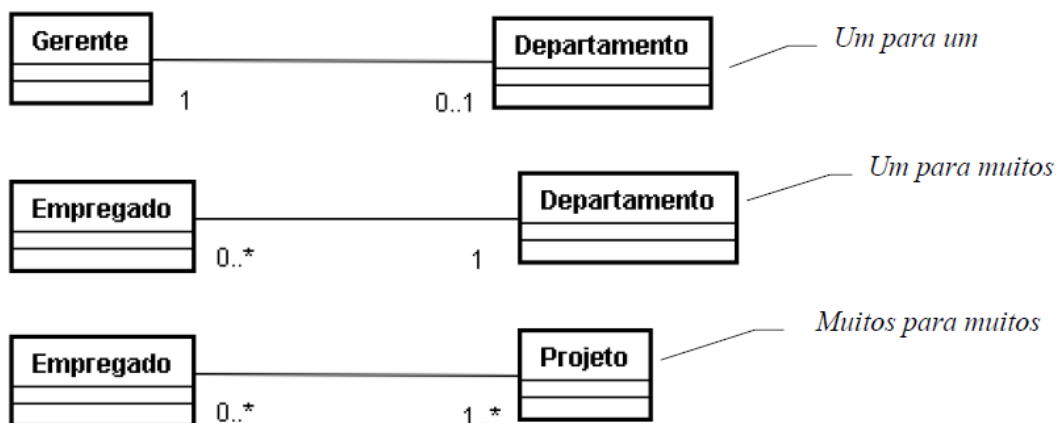 Gerente
Departamento
Um para um
1
0..1
Empregado
Departamento
Um para muitos
0..*
1
Empregado
Projeto
Muitos para muitos
0..*
1..*